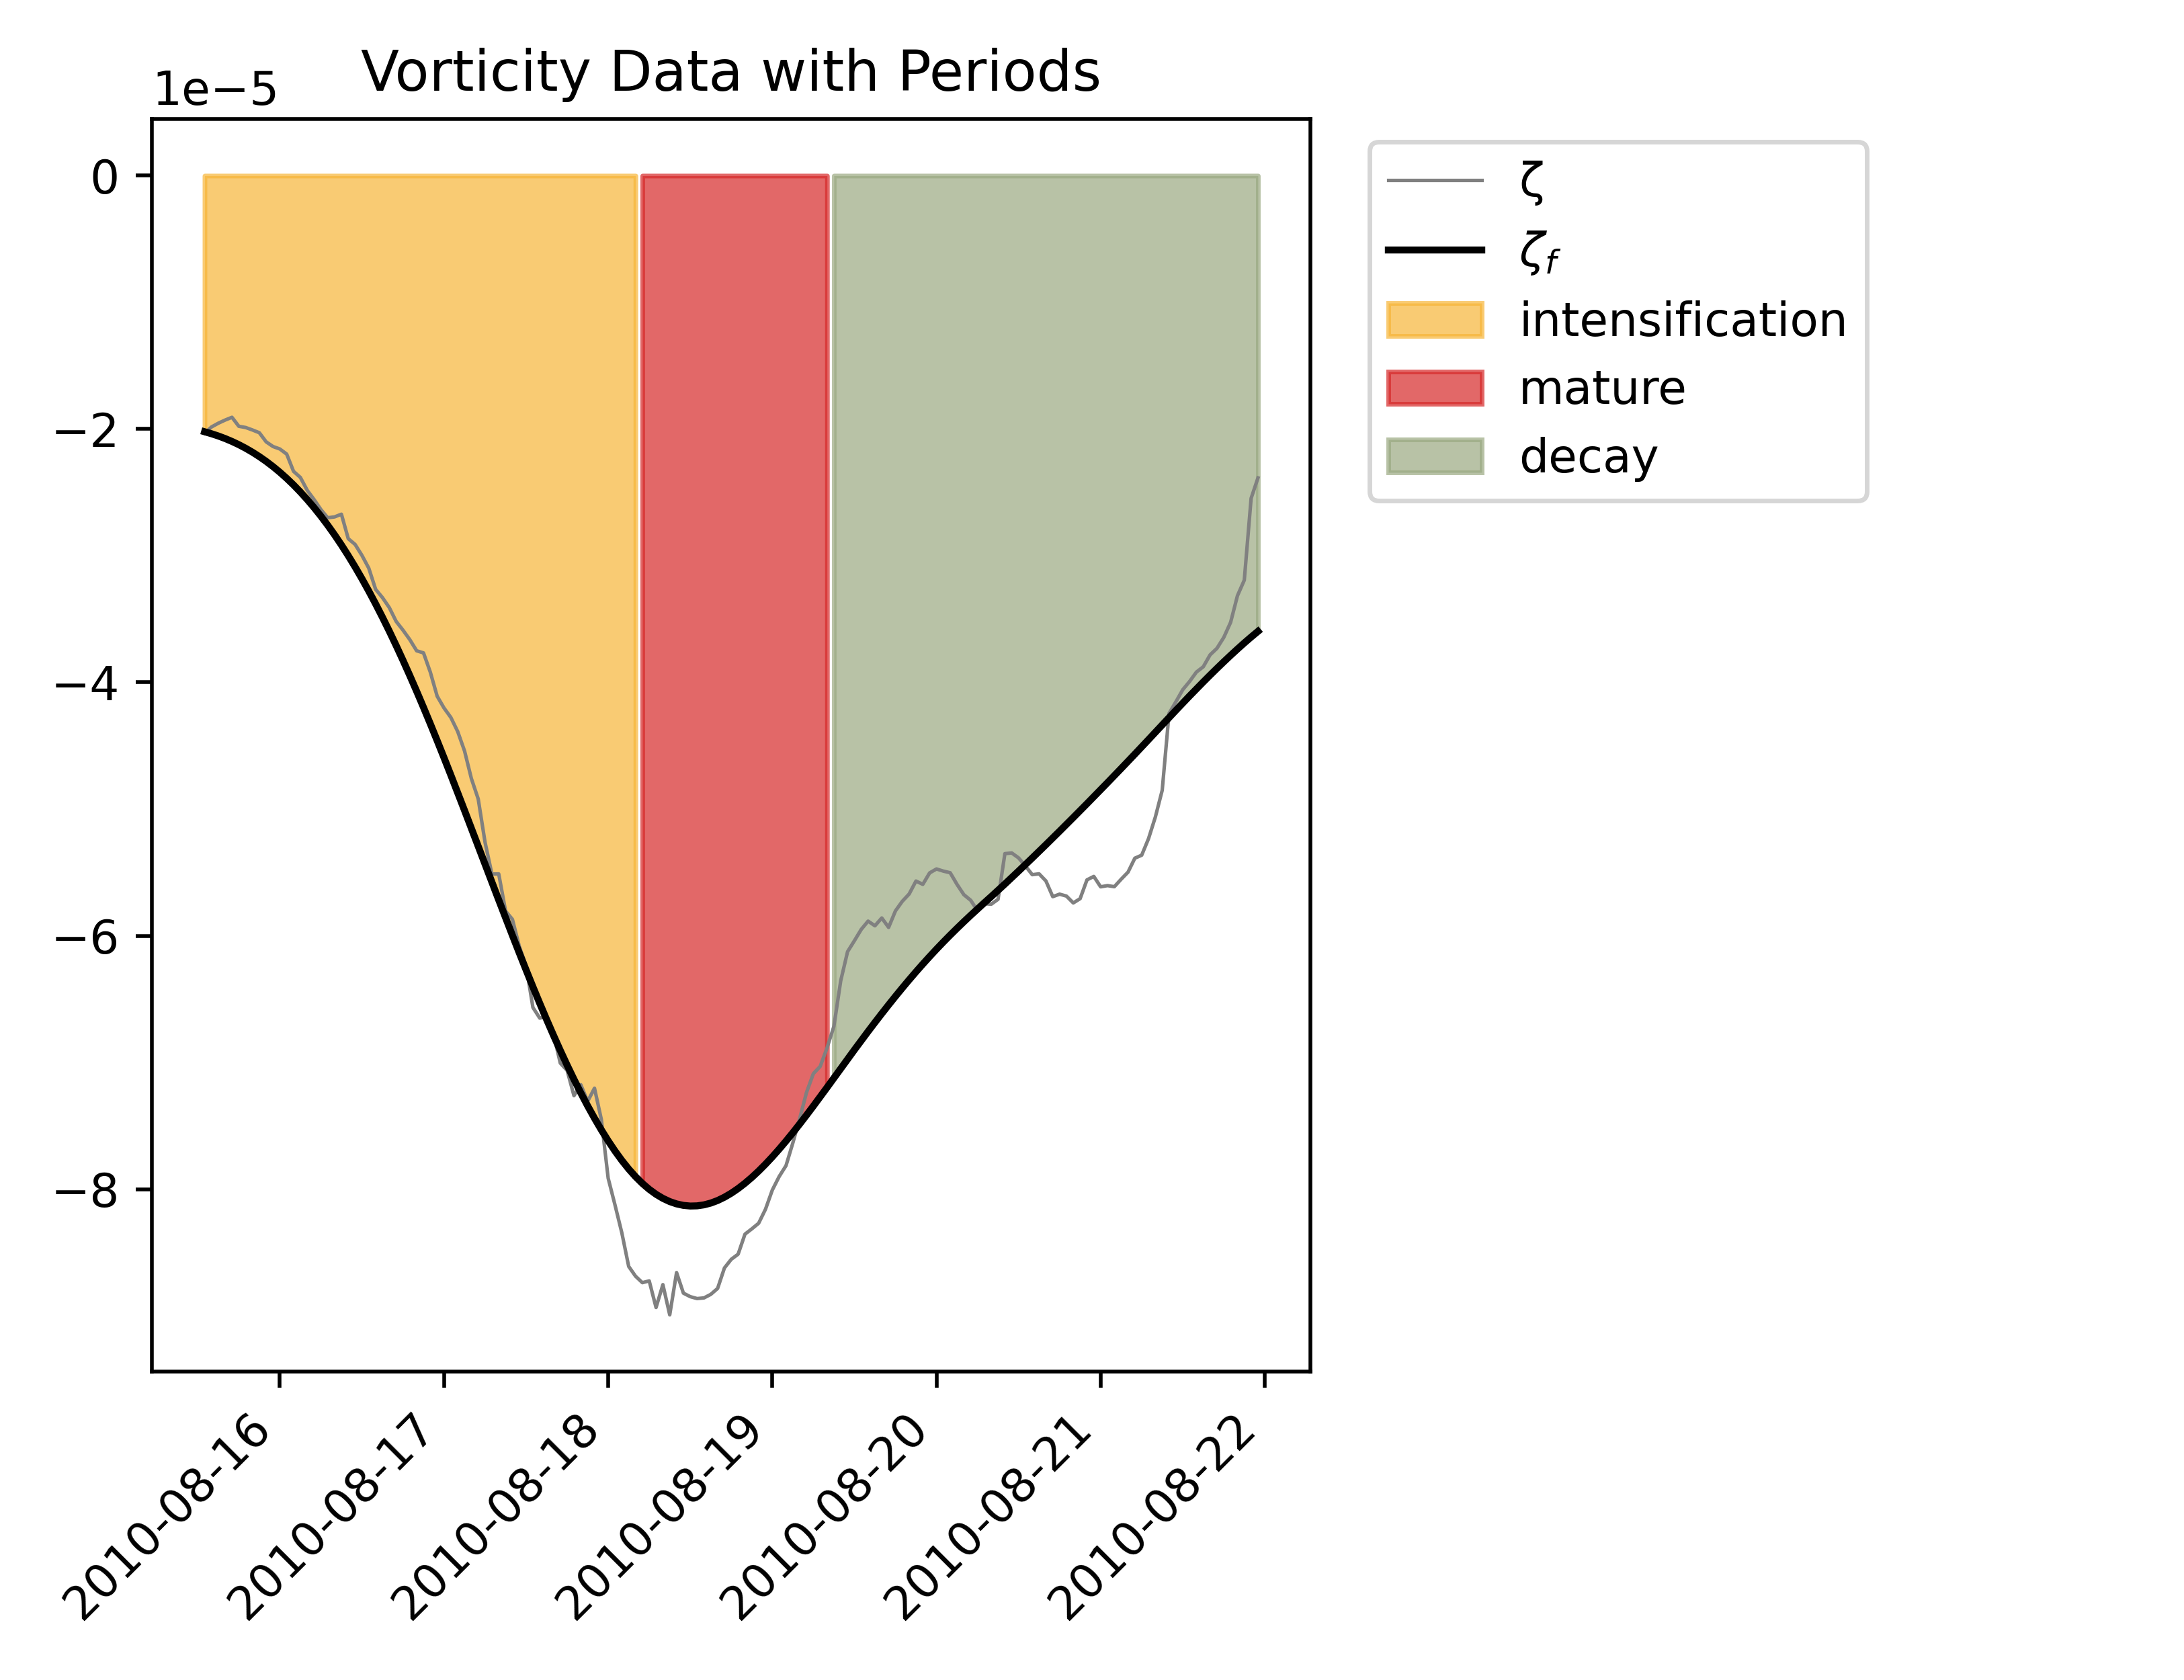 Vorticity Data with Periods
1e−5
0
−2
−4
−6
−8
2010-08-16
2010-08-17
2010-08-18
2010-08-19
2010-08-20
2010-08-21
2010-08-22
ζ
ζf
intensification
mature
decay